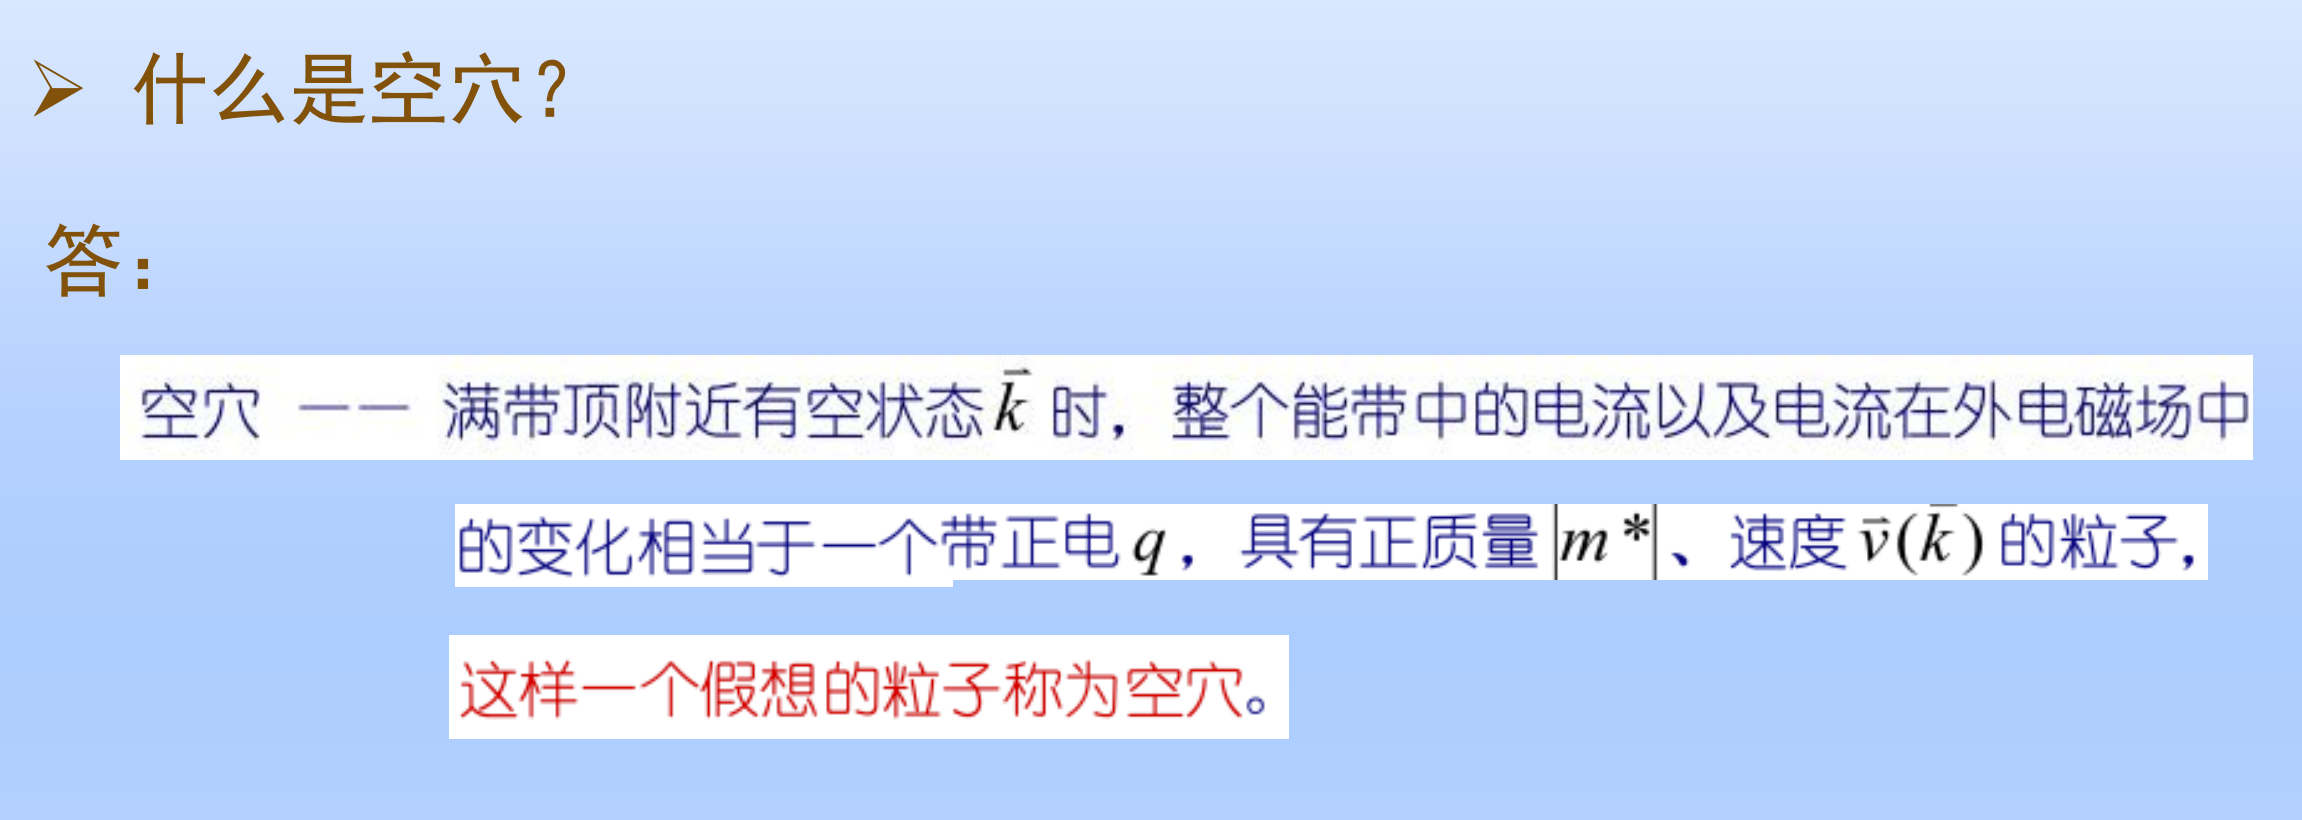 ➢ 什么是空穴？
答：
空穴 —— 满带顶附近有空状态 k⃗ 时，整个能带中的电流以及电流在外电磁场中
的变化相当于一个带正电 q，具有正质量 |m*|、速度 v⃗(k⃗) 的粒子，
这样一个假想的粒子称为空穴。